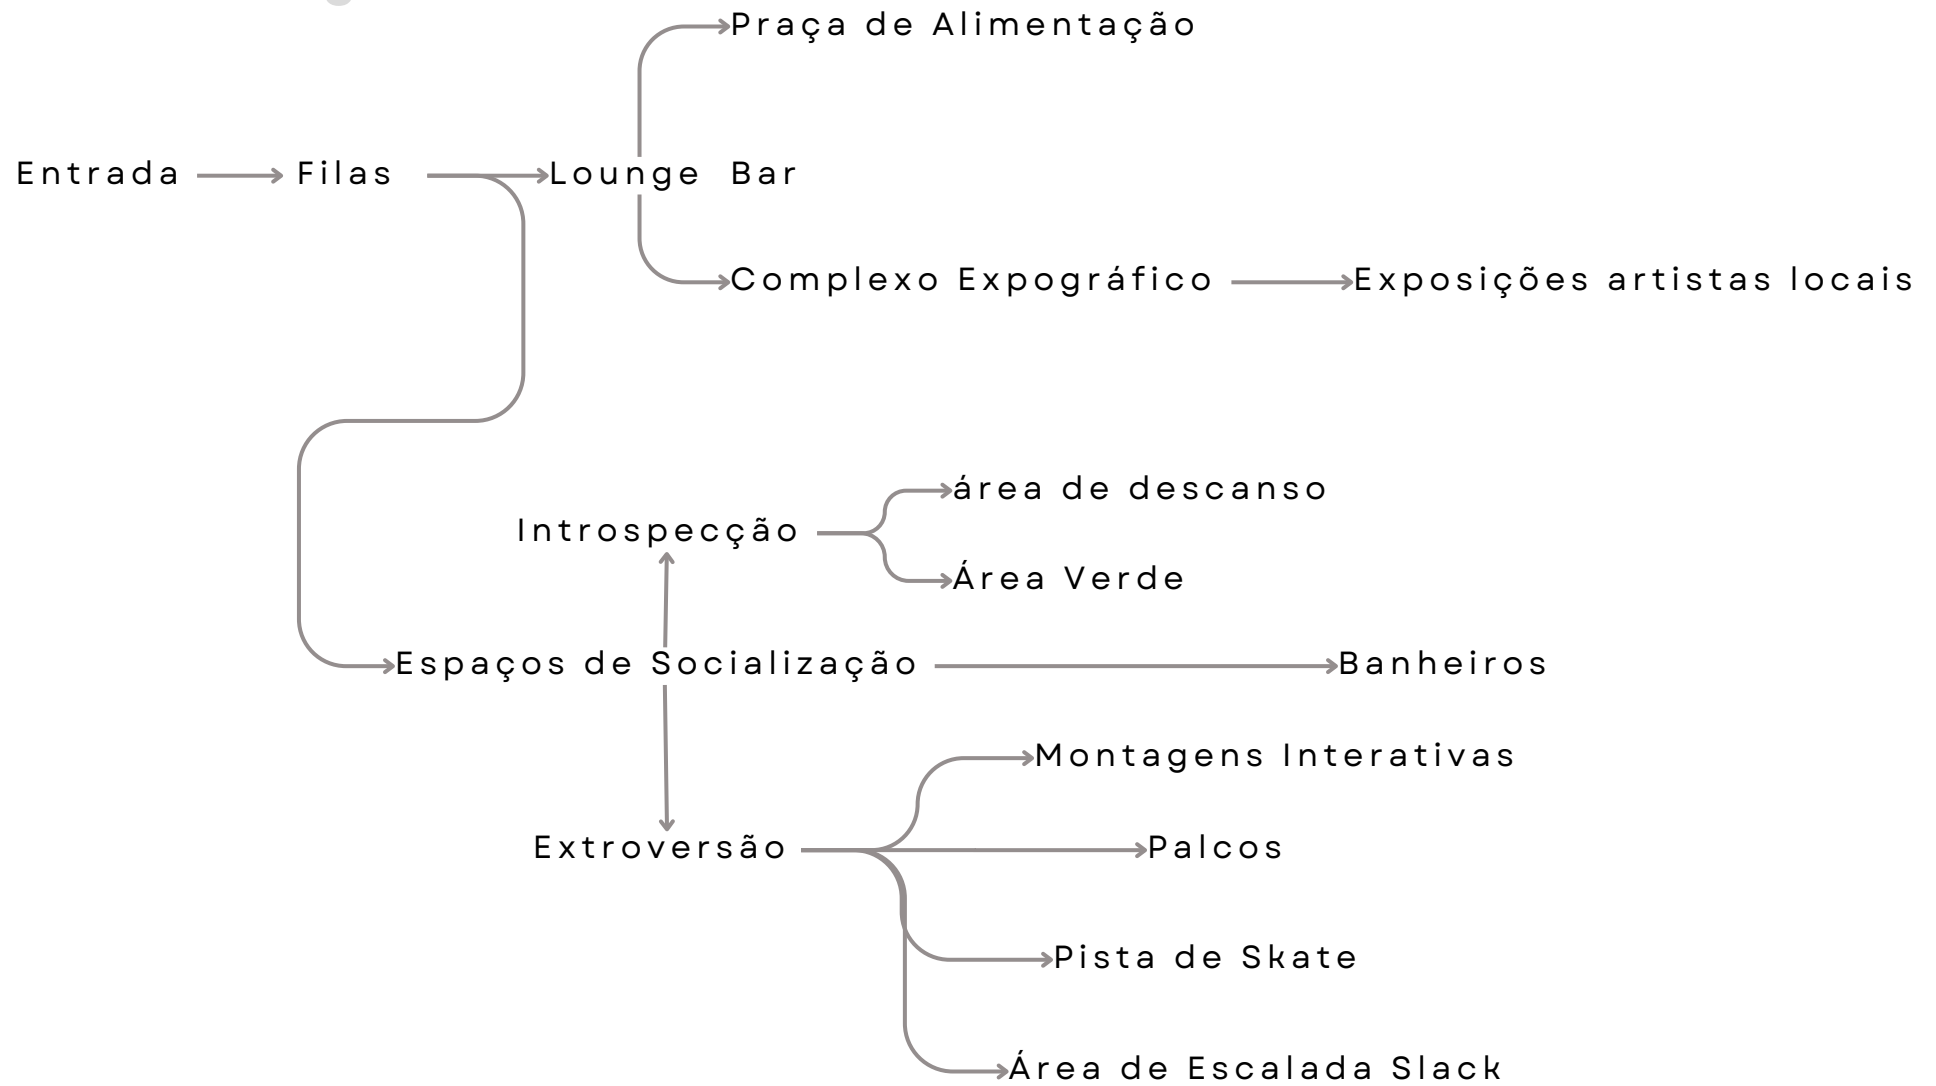 Praça de Alimentação
Entrada
Filas
Lounge Bar
Complexo Expográfico
Exposições artistas locais
área de descanso
Introspecção
Área Verde
Espaços de Socialização
Banheiros
Montagens Interativas
Extroversão
Palcos
Pista de Skate
Área de Escalada Slack